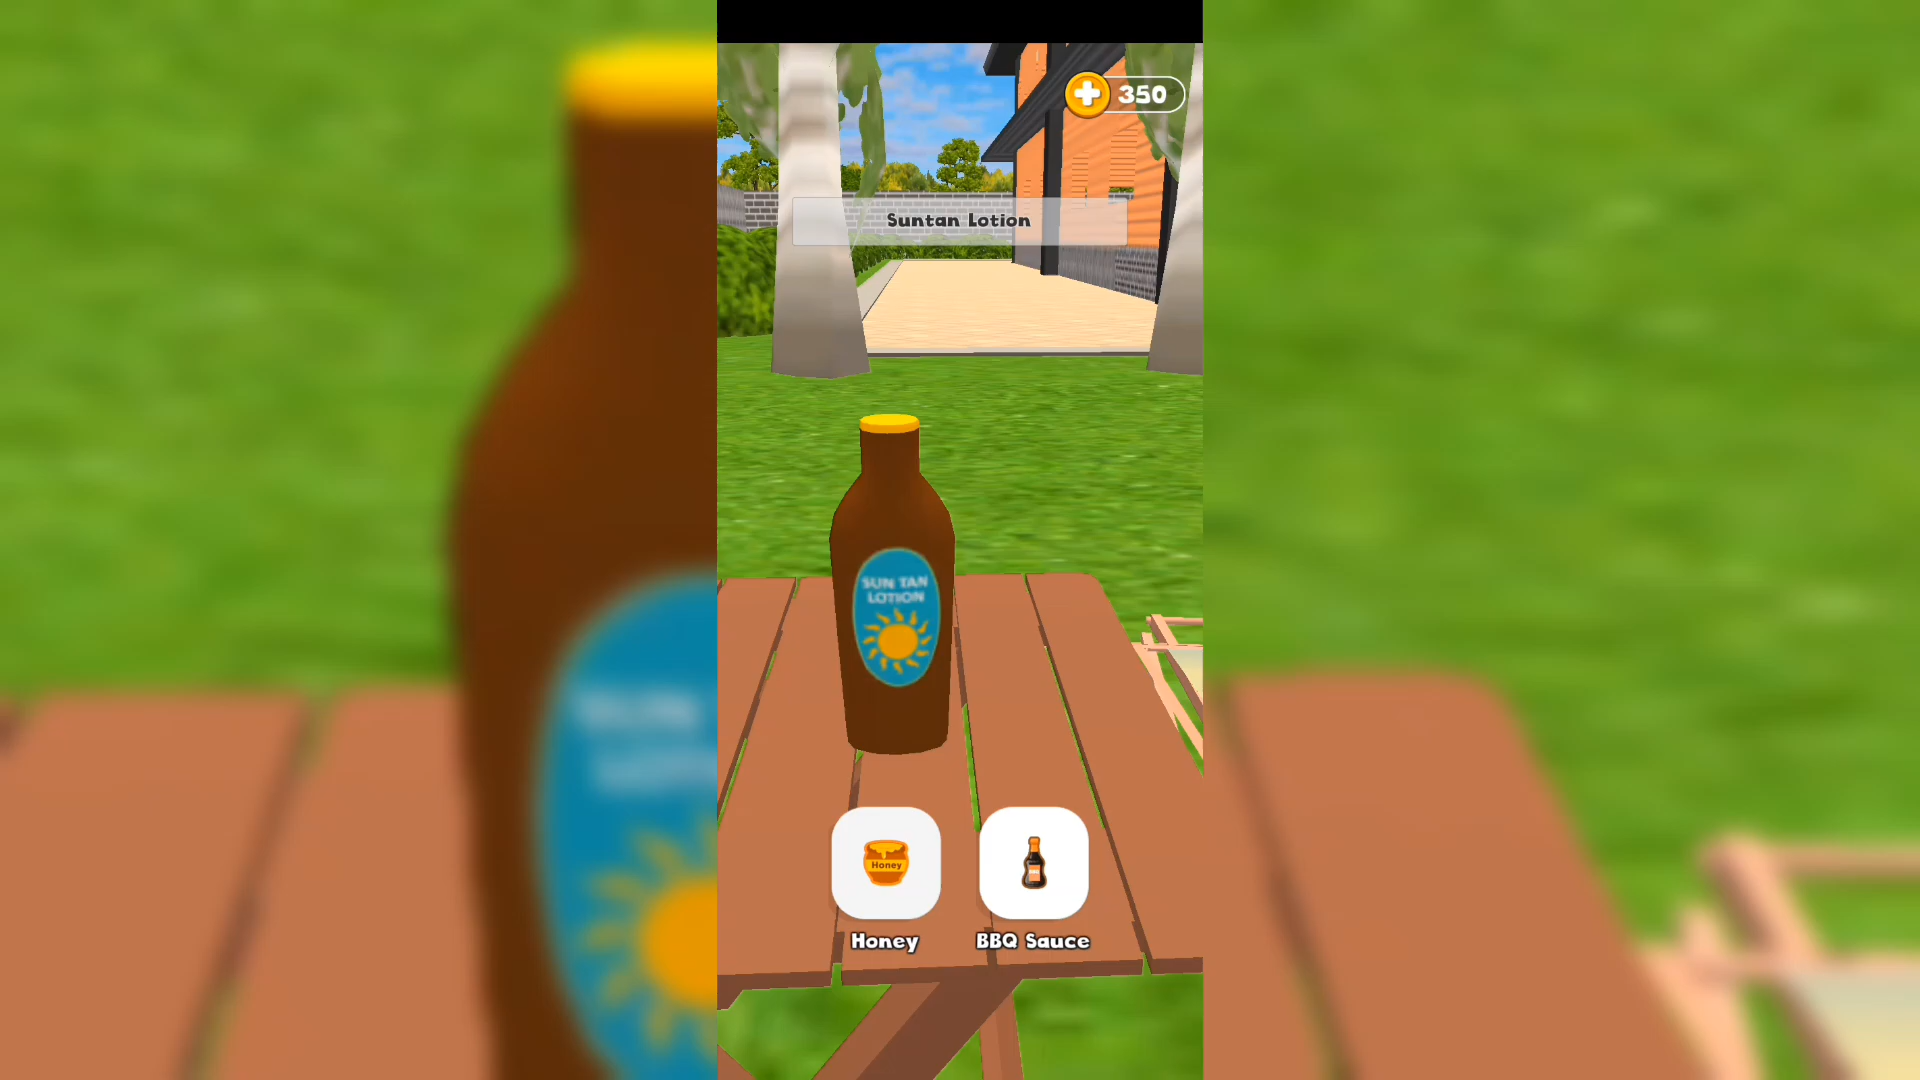 350
Suntan Lotion
SUN TAN
LOTION
Honey
Honey
BBQ Sauce